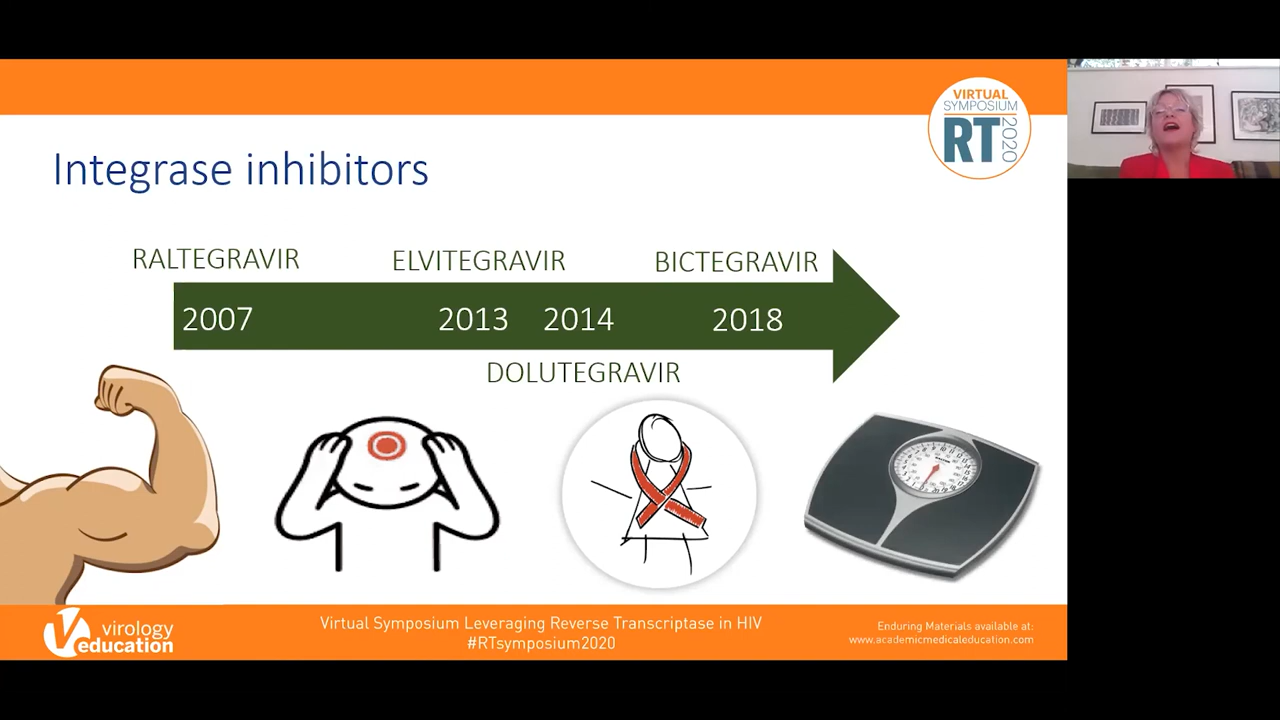 VIRTUAL
SYMPOSIUM
RT
2020
Integrase inhibitors
RALTEGRAVIR
ELVITEGRAVIR
BICTEGRAVIR
2007
2013
2014
2018
DOLUTEGRAVIR
virology
education
Virtual Symposium Leveraging Reverse Transcriptase in HIV
#RTsymposium2020
Enduring Materials available at:
www.academicmedicaleducation.com